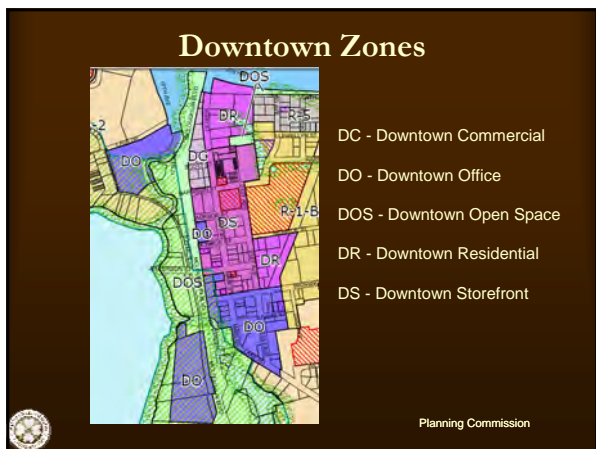 Downtown Zones
DOS
DR
R-5
-2
DO
DC
R-1-B
DS
DO
DR
DOS
DO
DO
DC - Downtown Commercial
DO - Downtown Office
DOS - Downtown Open Space
DR - Downtown Residential
DS - Downtown Storefront
Planning Commission